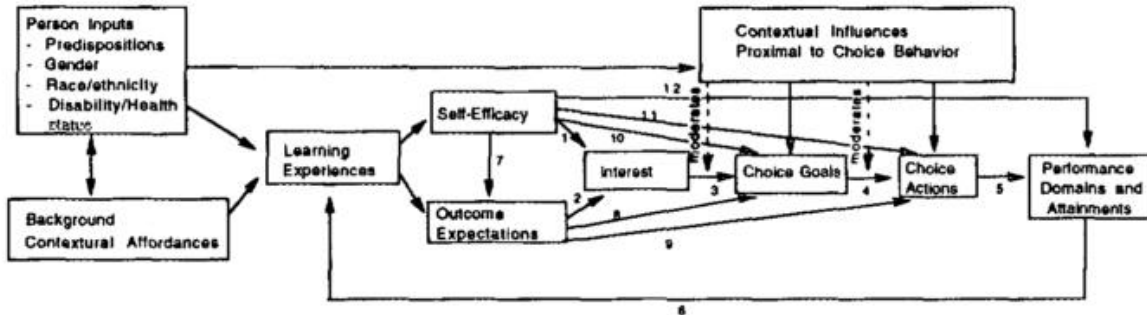 Person Inputs
- Predispositions
- Gender
- Race/ethnicity
- Disability/Health
status
Contextual Influences
Proximal to Choice Behavior
12
moderates
moderates
Self-Efficacy
11
10
1
Learning
Experiences
7
Interest
3
Choice Goals
4
Choice
Actions
5
Performance
Domains and
Attainments
Background
Contextural Affordances
Outcome
Expectations
2
8
9
6